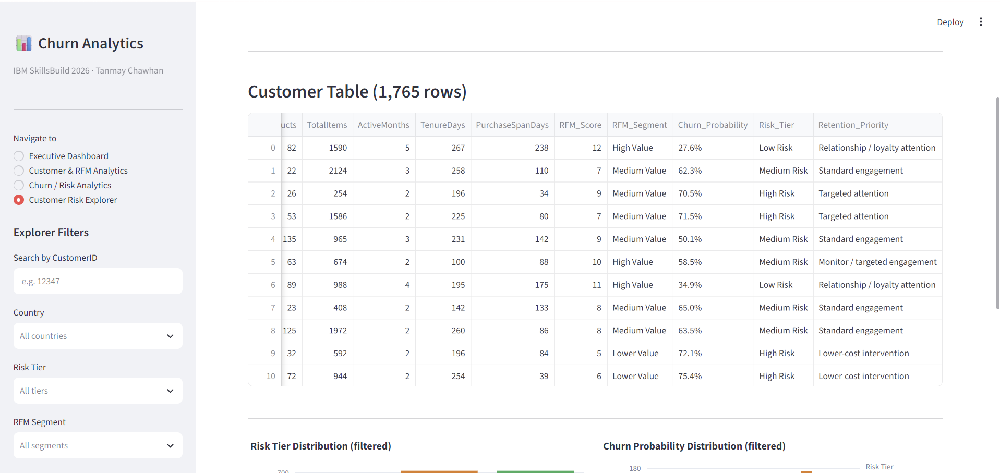 Deploy
Churn Analytics
IBM SkillsBuild 2026 · Tanmay Chawhan
Navigate to
Executive Dashboard
Customer & RFM Analytics
Churn / Risk Analytics
Customer Risk Explorer
Explorer Filters
Search by CustomerID
e.g. 12347
Country
All countries
Risk Tier
All tiers
RFM Segment
All segments
Customer Table (1,765 rows)
ucts TotalItems ActiveMonths TenureDays PurchaseSpanDays RFM_Score RFM_Segment Churn_Probability Risk_Tier Retention_Priority
0 82 1590 5 267 238 12 High Value 27.6% Low Risk Relationship / loyalty attention
1 22 2124 3 258 110 7 Medium Value 62.3% Medium Risk Standard engagement
2 26 254 2 196 34 9 Medium Value 70.5% High Risk Targeted attention
3 53 1586 2 225 80 7 Medium Value 71.5% High Risk Targeted attention
4 135 965 3 231 142 9 Medium Value 50.1% Medium Risk Standard engagement
5 63 674 2 100 88 10 High Value 58.5% Medium Risk Monitor / targeted engagement
6 89 988 4 195 175 11 High Value 34.9% Low Risk Relationship / loyalty attention
7 23 408 2 142 133 8 Medium Value 65.0% Medium Risk Standard engagement
8 125 1972 2 260 86 8 Medium Value 63.5% Medium Risk Standard engagement
9 32 592 2 196 84 5 Lower Value 72.1% High Risk Lower-cost intervention
10 72 944 2 254 39 6 Lower Value 75.4% High Risk Lower-cost intervention
Risk Tier Distribution (filtered)
700
Churn Probability Distribution (filtered)
180
Risk Tier